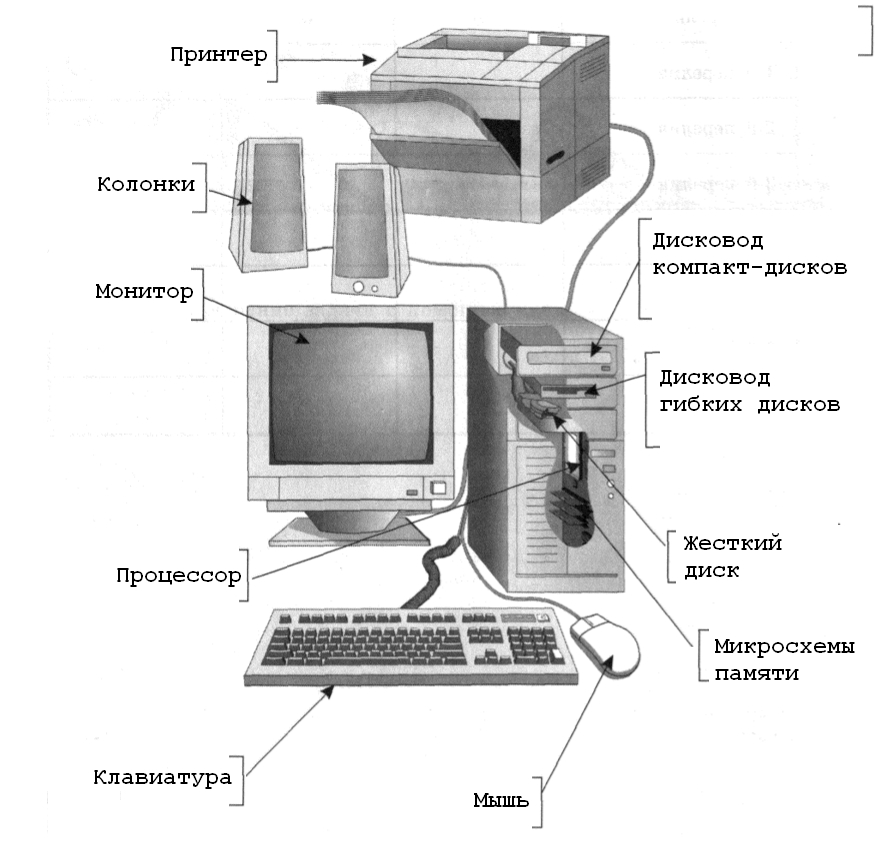 Принтер
Колонки
Дисковод
компакт-дисков
Монитор
Дисковод
гибких дисков
Жесткий
диск
Процессор
Микросхемы
памяти
Клавиатура
Мышь